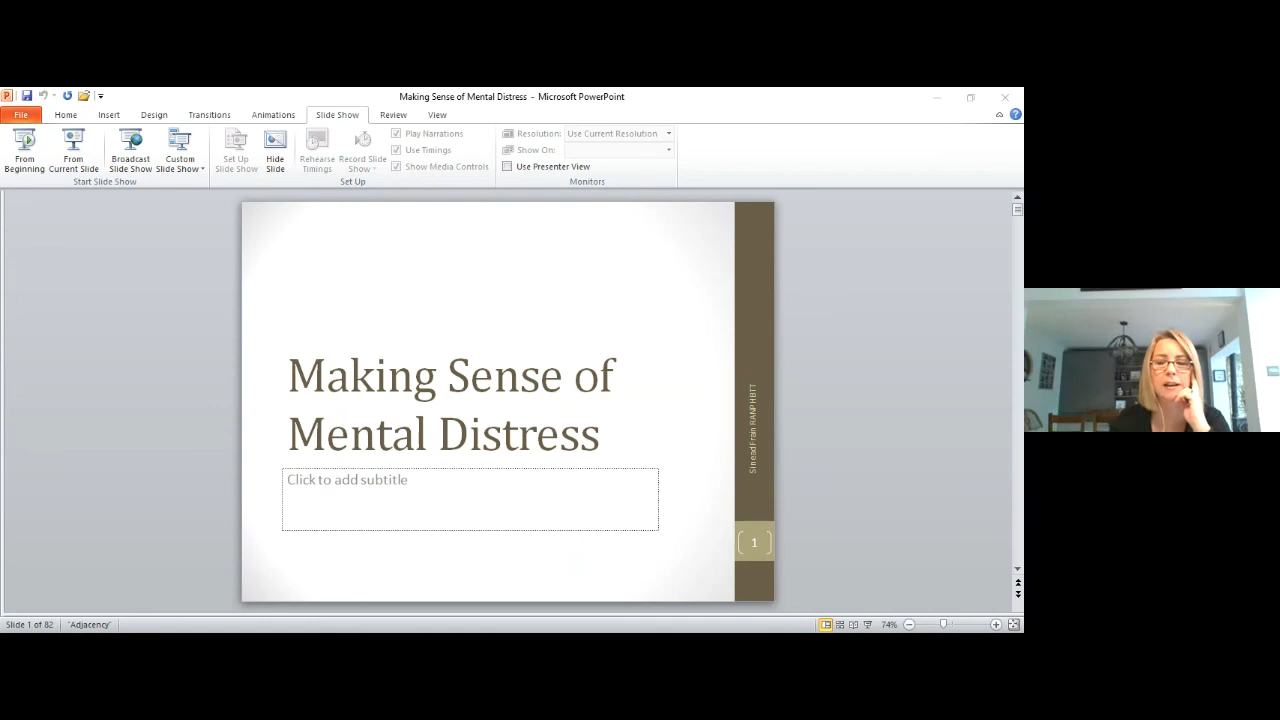 Making Sense of Mental Distress - Microsoft PowerPoint
File Home Insert Design Transitions Animations Slide Show Review View
From Beginning
From Current Slide
Broadcast Slide Show
Custom Slide Show
Start Slide Show
Set Up Slide Show
Hide Slide
Rehearse Timings
Record Slide Show
Play Narrations
Use Timings
Show Media Controls
Set Up
Resolution: Use Current Resolution
Show On:
Use Presenter View
Monitors
Making Sense of
Mental Distress
Click to add subtitle
SineadFrain RANPHBTT
1
Slide 1 of 82 "Adjacency" 74%